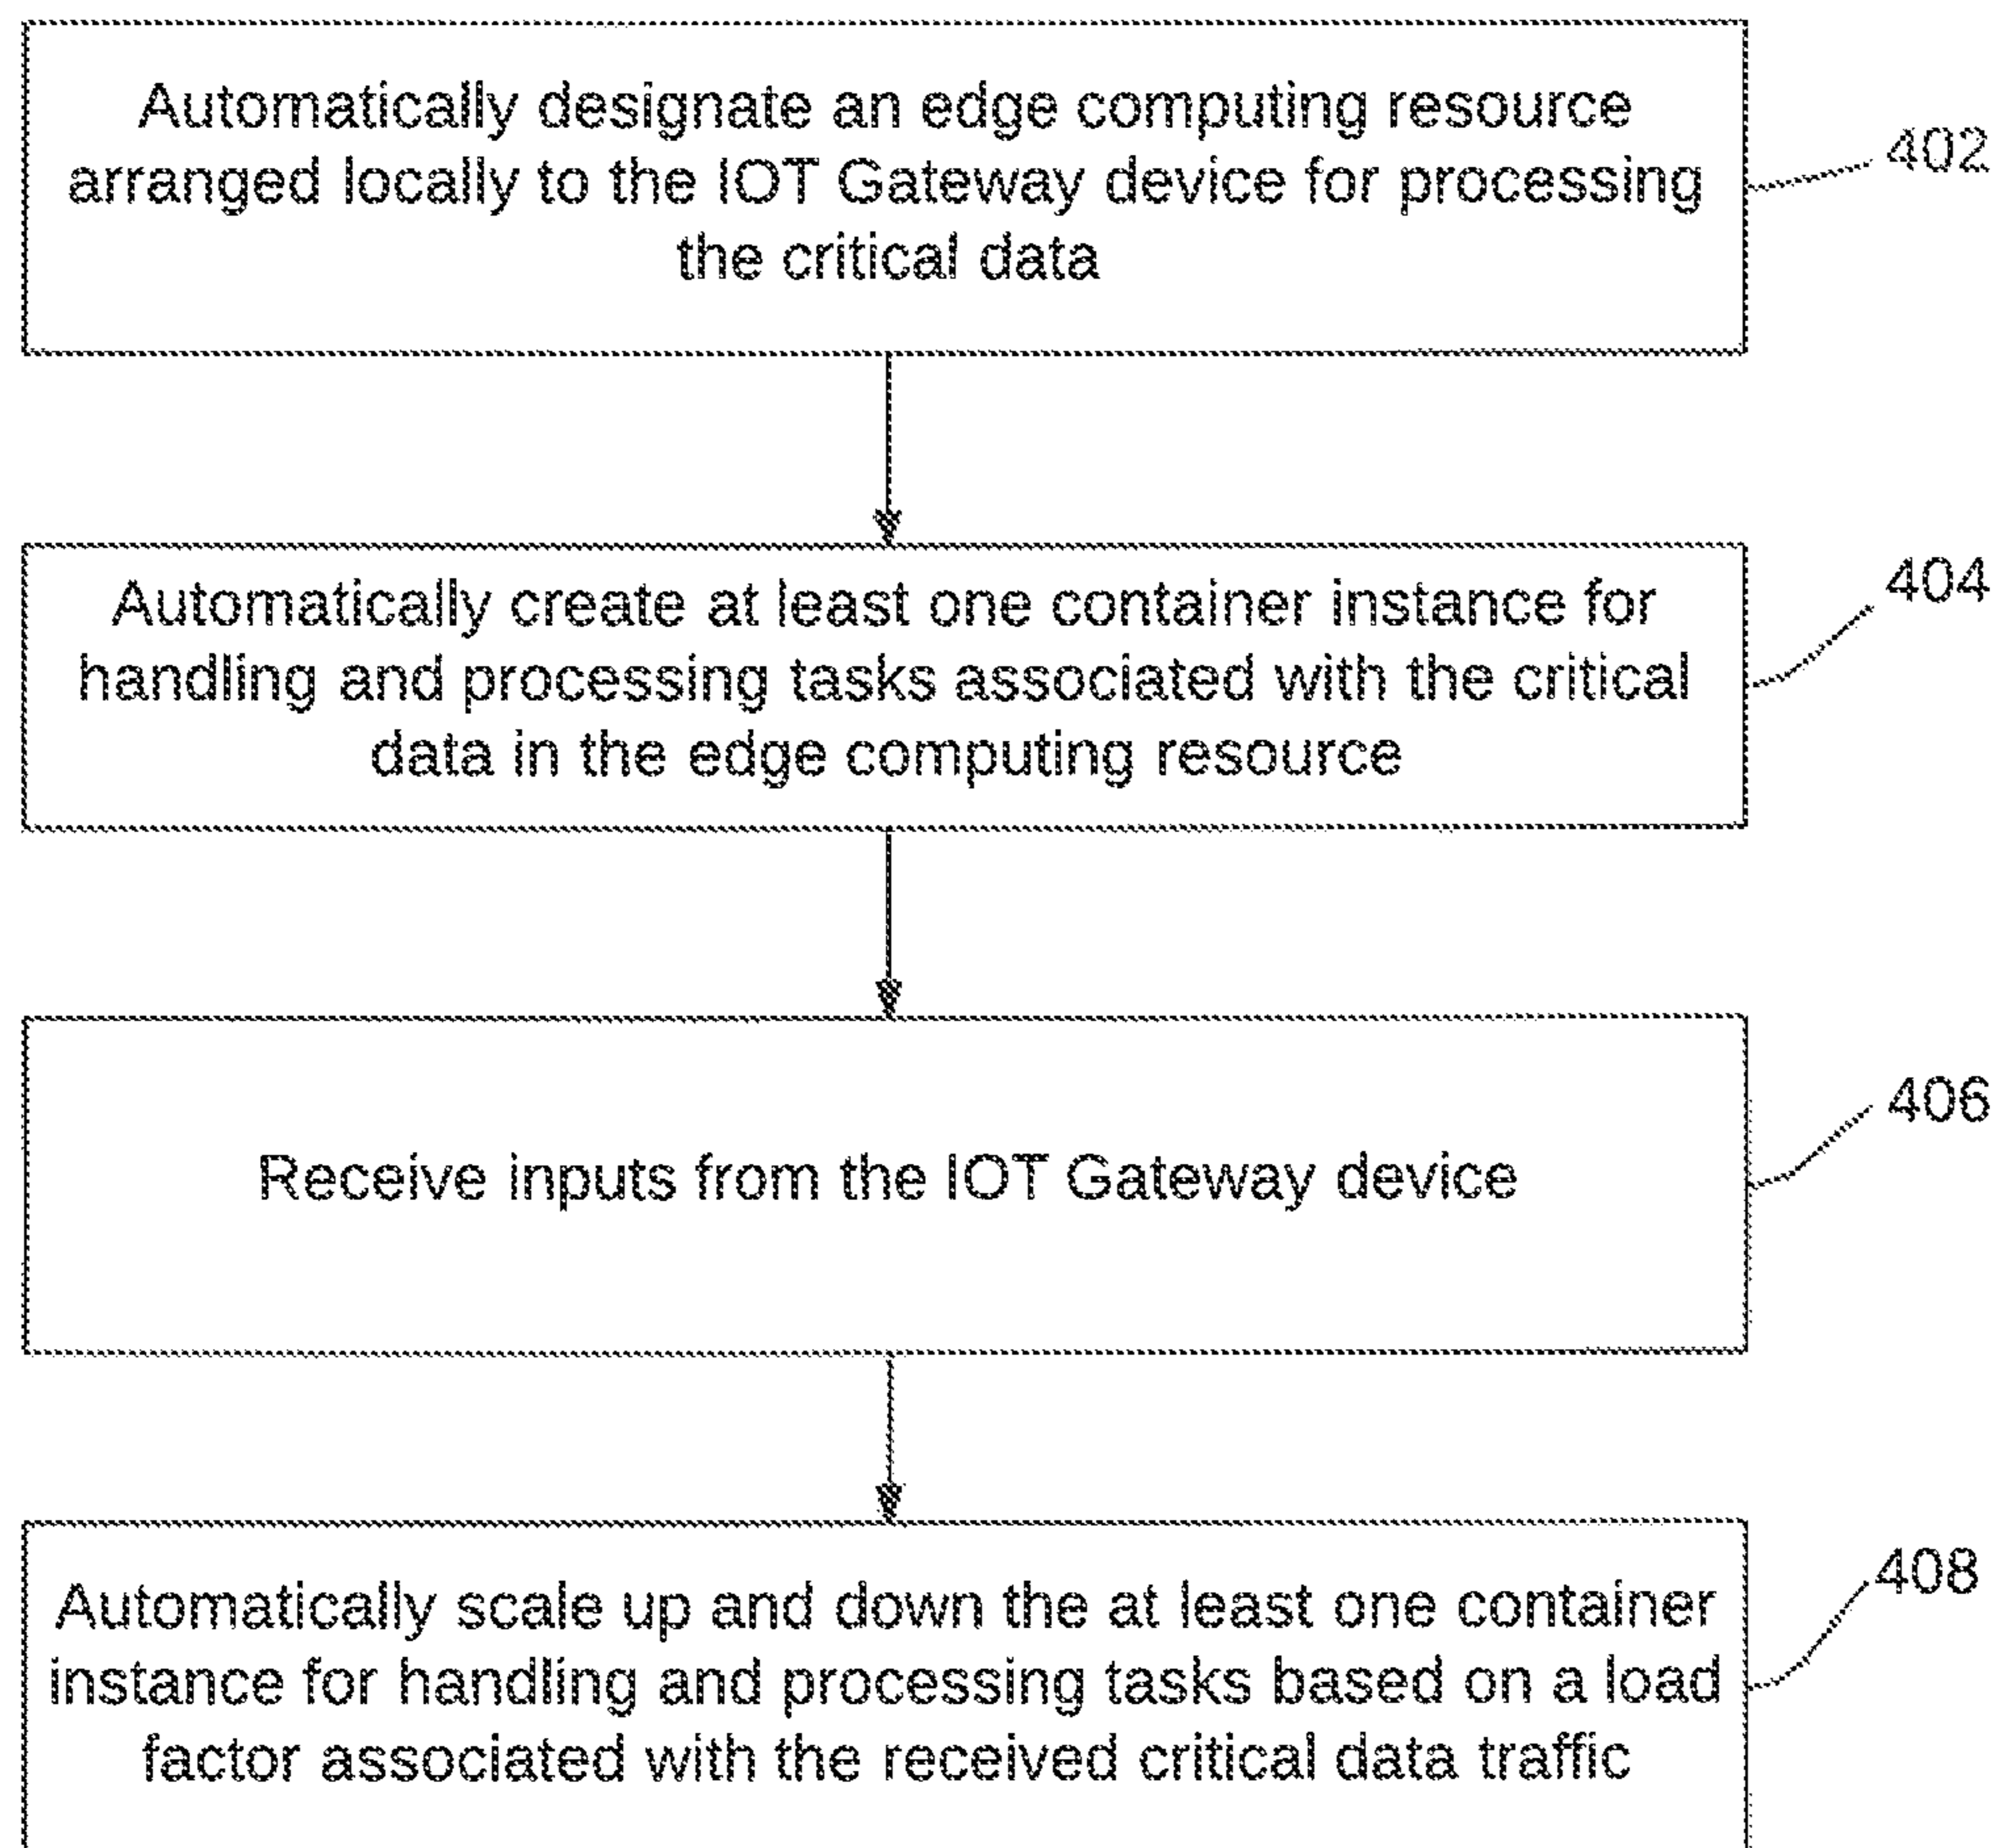 Automatically designate an edge computing resource
arranged locally to the IOT Gateway device for processing
the critical data
402
Automatically create at least one container instance for
handling and processing tasks associated with the critical
data in the edge computing resource
404
Receive inputs from the IOT Gateway device
406
Automatically scale up and down the at least one container
instance for handling and processing tasks based on a load
factor associated with the received critical data traffic
408